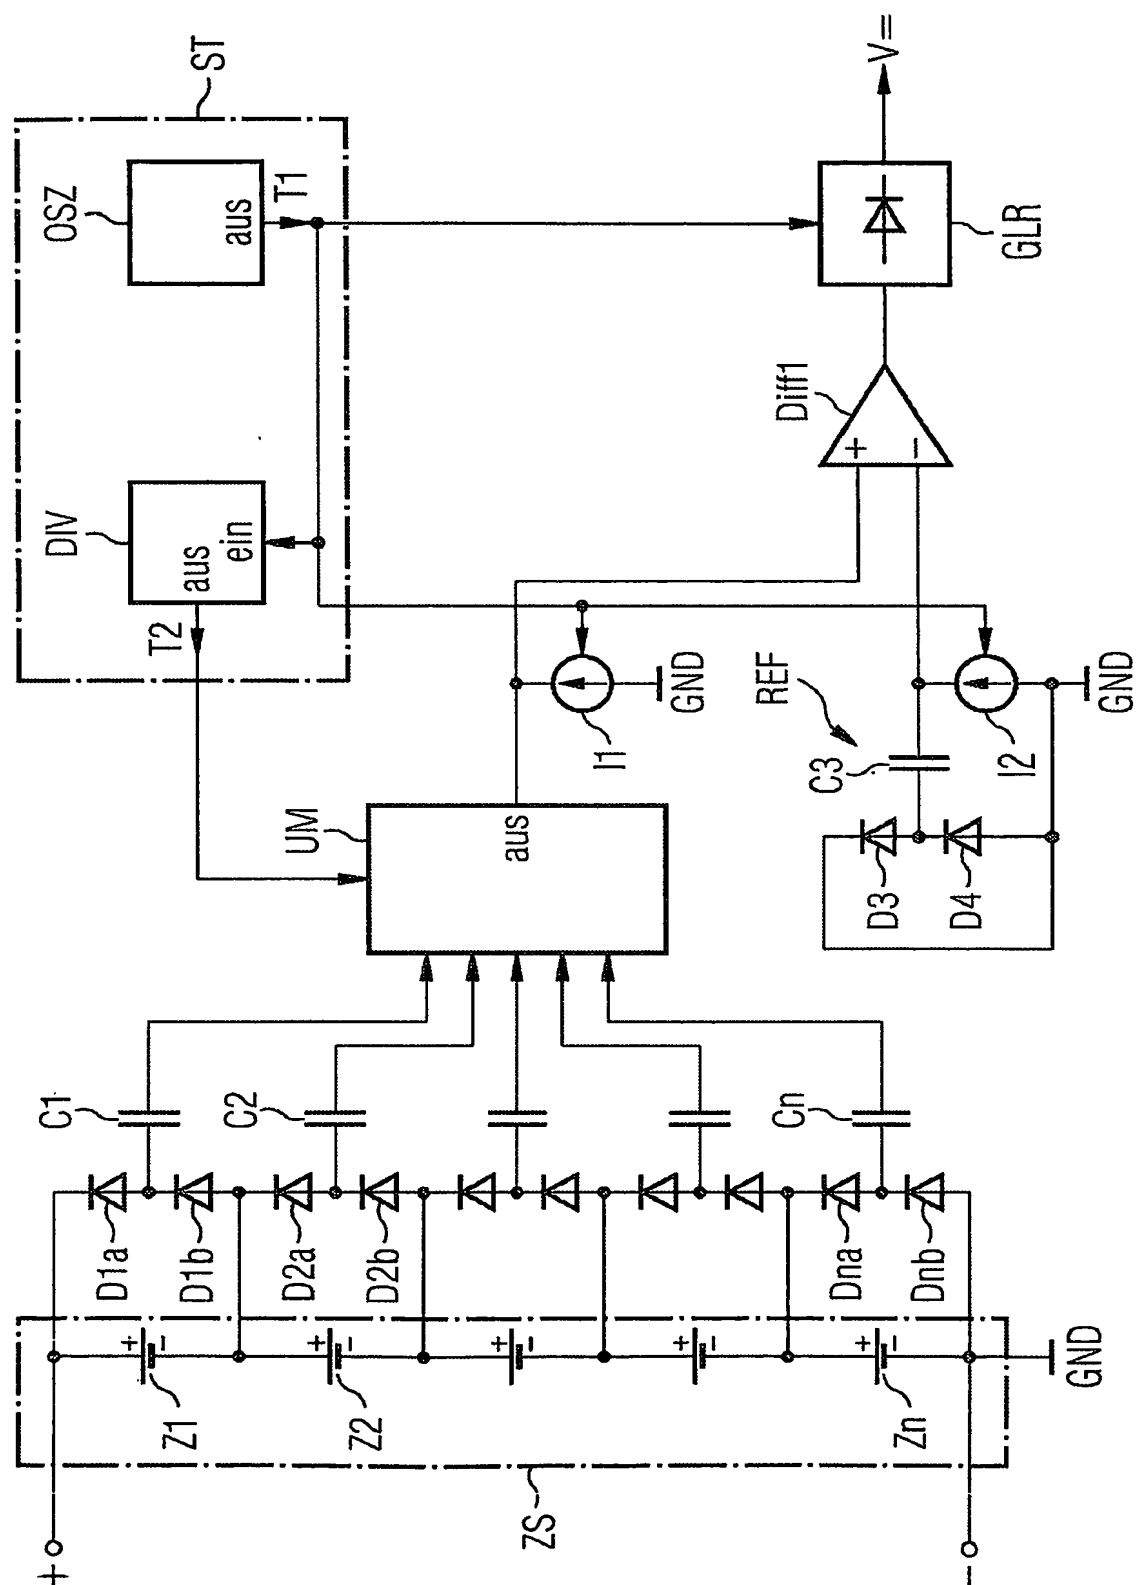 ST
OSZ
aus
T1
DIV
aus
ein
T2
V=
GLR
Diff1
+
−
UM
aus
I1
GND
REF
C3
I2
GND
D3
D4
C1
C2
Cn
D1a
D1b
D2a
D2b
Dna
Dnb
+
−
Z1
+
−
Z2
+
−
+
−
+
−
Zn
GND
ZS
+
−